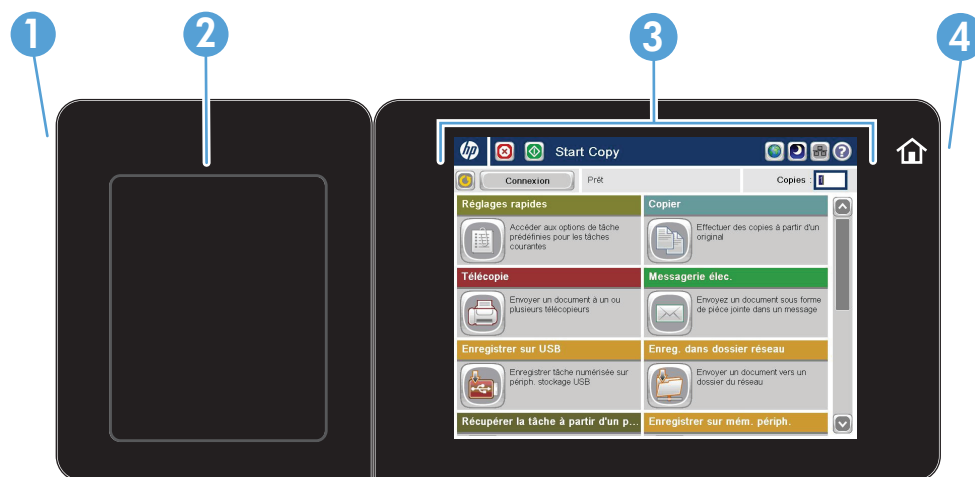 1
2
3
4
hp
Start Copy
?
Connexion
Prêt
Copies :
1
Réglages rapides
Copier
Accéder aux options de tâche
prédéfinies pour les tâches
courantes
Effectuer des copies à partir d'un
original
Télécopie
Messagerie élec.
Envoyer un document à un ou
plusieurs télécopieurs
Envoyez un document sous forme
de pièce jointe dans un message
Enregistrer sur USB
Enreg. dans dossier réseau
Enregistrer tâche numérisée sur
périph. stockage USB
Envoyer un document vers un
dossier du réseau
Récupérer la tâche à partir d'un p...
Enregistrer sur mém. périph.